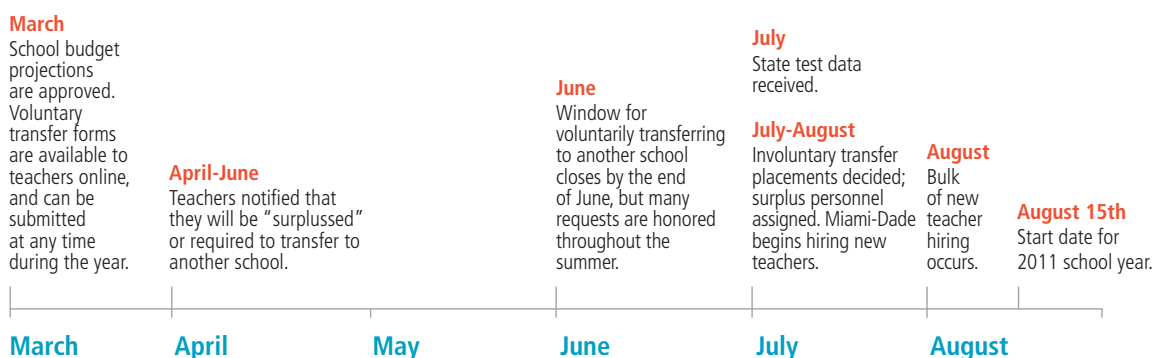 March
School budget
projections
are approved.
Voluntary
transfer forms
are available to
teachers online,
and can be
submitted
at any time
during the year.
April-June
Teachers notified that
they will be “surplussed”
or required to transfer to
another school.
June
Window for
voluntarily transferring
to another school
closes by the end
of June, but many
requests are honored
throughout the
summer.
July
State test data
received.
July-August
Involuntary transfer
placements decided;
surplus personnel
assigned. Miami-Dade
begins hiring new
teachers.
August
Bulk
of new
teacher
hiring
occurs.
August 15th
Start date for
2011 school year.
March
April
May
June
July
August